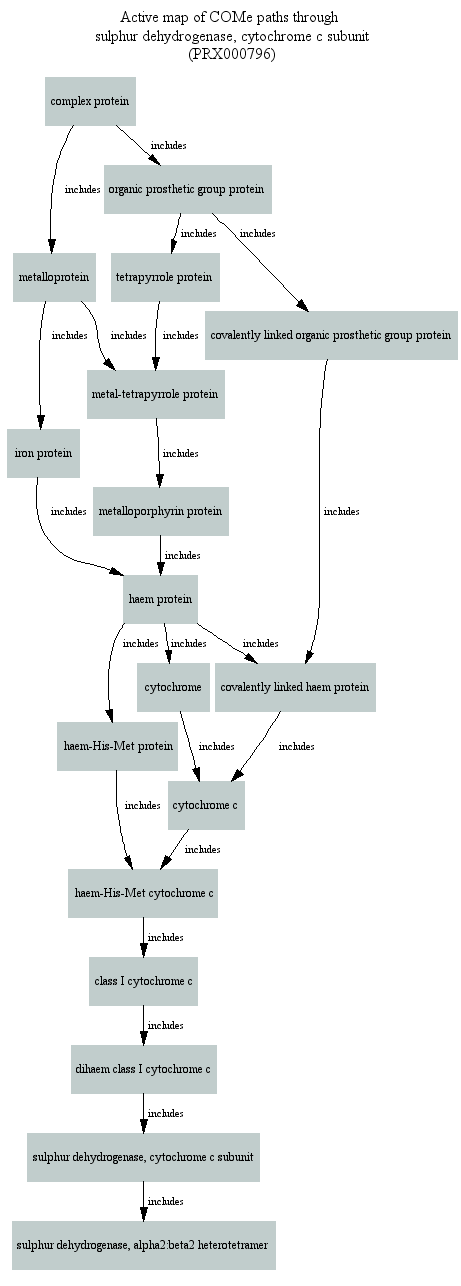 Active map of COMe paths through
sulphur dehydrogenase, cytochrome c subunit
(PRX000796)
complex protein
includes
includes
organic prosthetic group protein
includes
includes
metalloprotein
tetrapyrrole protein
covalently linked organic prosthetic group protein
includes
includes
includes
metal-tetrapyrrole protein
iron protein
includes
includes
metalloporphyrin protein
includes
includes
haem protein
includes
includes
includes
cytochrome
covalently linked haem protein
haem-His-Met protein
includes
includes
includes
cytochrome c
includes
haem-His-Met cytochrome c
includes
class I cytochrome c
includes
dihaem class I cytochrome c
includes
sulphur dehydrogenase, cytochrome c subunit
includes
sulphur dehydrogenase, alpha2:beta2 heterotetramer